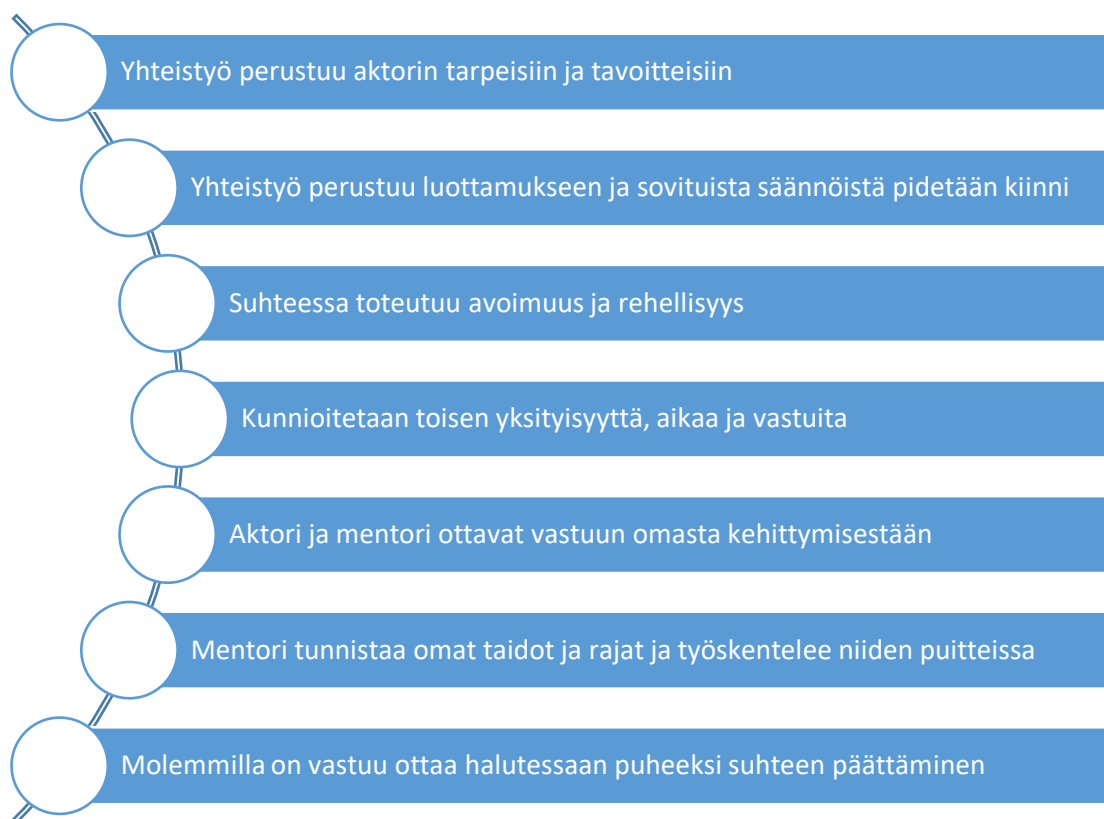 Yhteistyö perustuu aktorin tarpeisiin ja tavoitteisiin
Yhteistyö perustuu luottamukseen ja sovituista säännöistä pidetään kiinni
Suhteessa toteutuu avoimuus ja rehellisyys
Kunnioitetaan toisen yksityisyyttä, aikaa ja vastuita
Aktori ja mentori ottavat vastuun omasta kehittymisestään
Mentori tunnistaa omat taidot ja rajat ja työskentelee niiden puitteissa
Molemmilla on vastuu ottaa halutessaan puheeksi suhteen päättäminen